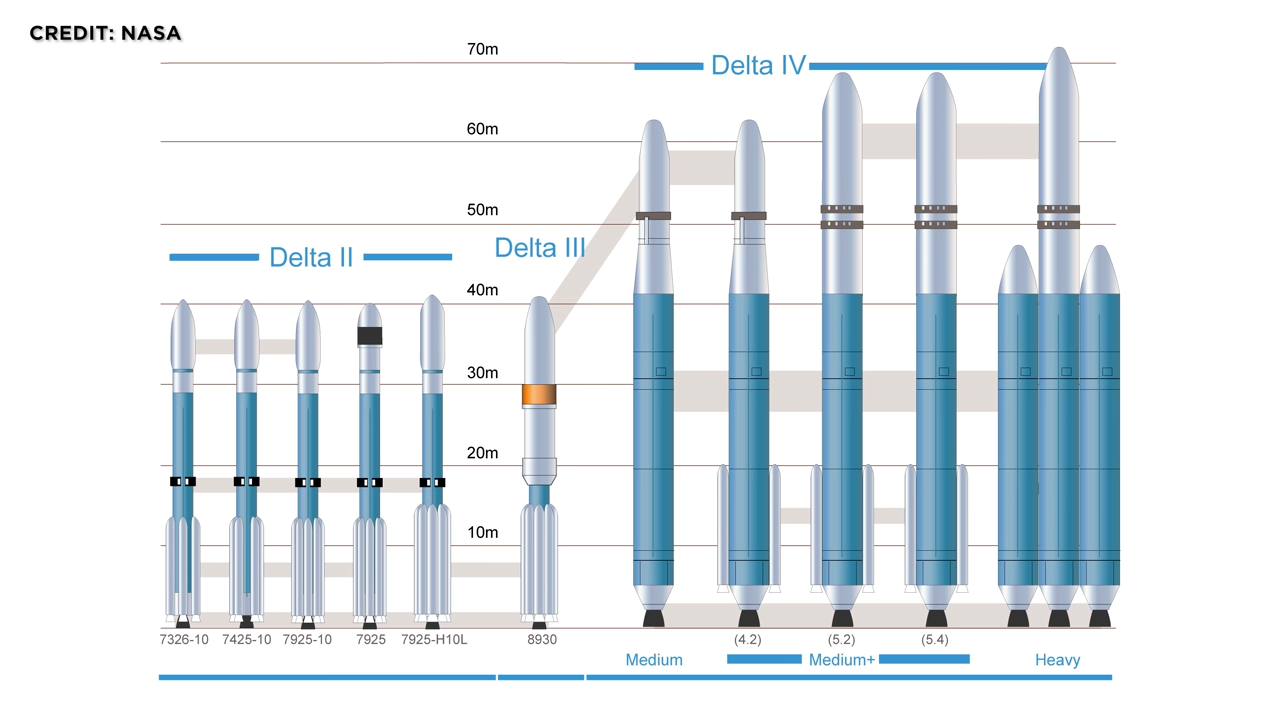 CREDIT: NASA
70m
Delta IV
60m
50m
Delta II
Delta III
40m
30m
20m
10m
7326-10 7425-10 7925-10 7925 7925-H10L 8930 (4.2) (5.2) (5.4)
Medium Medium+ Heavy